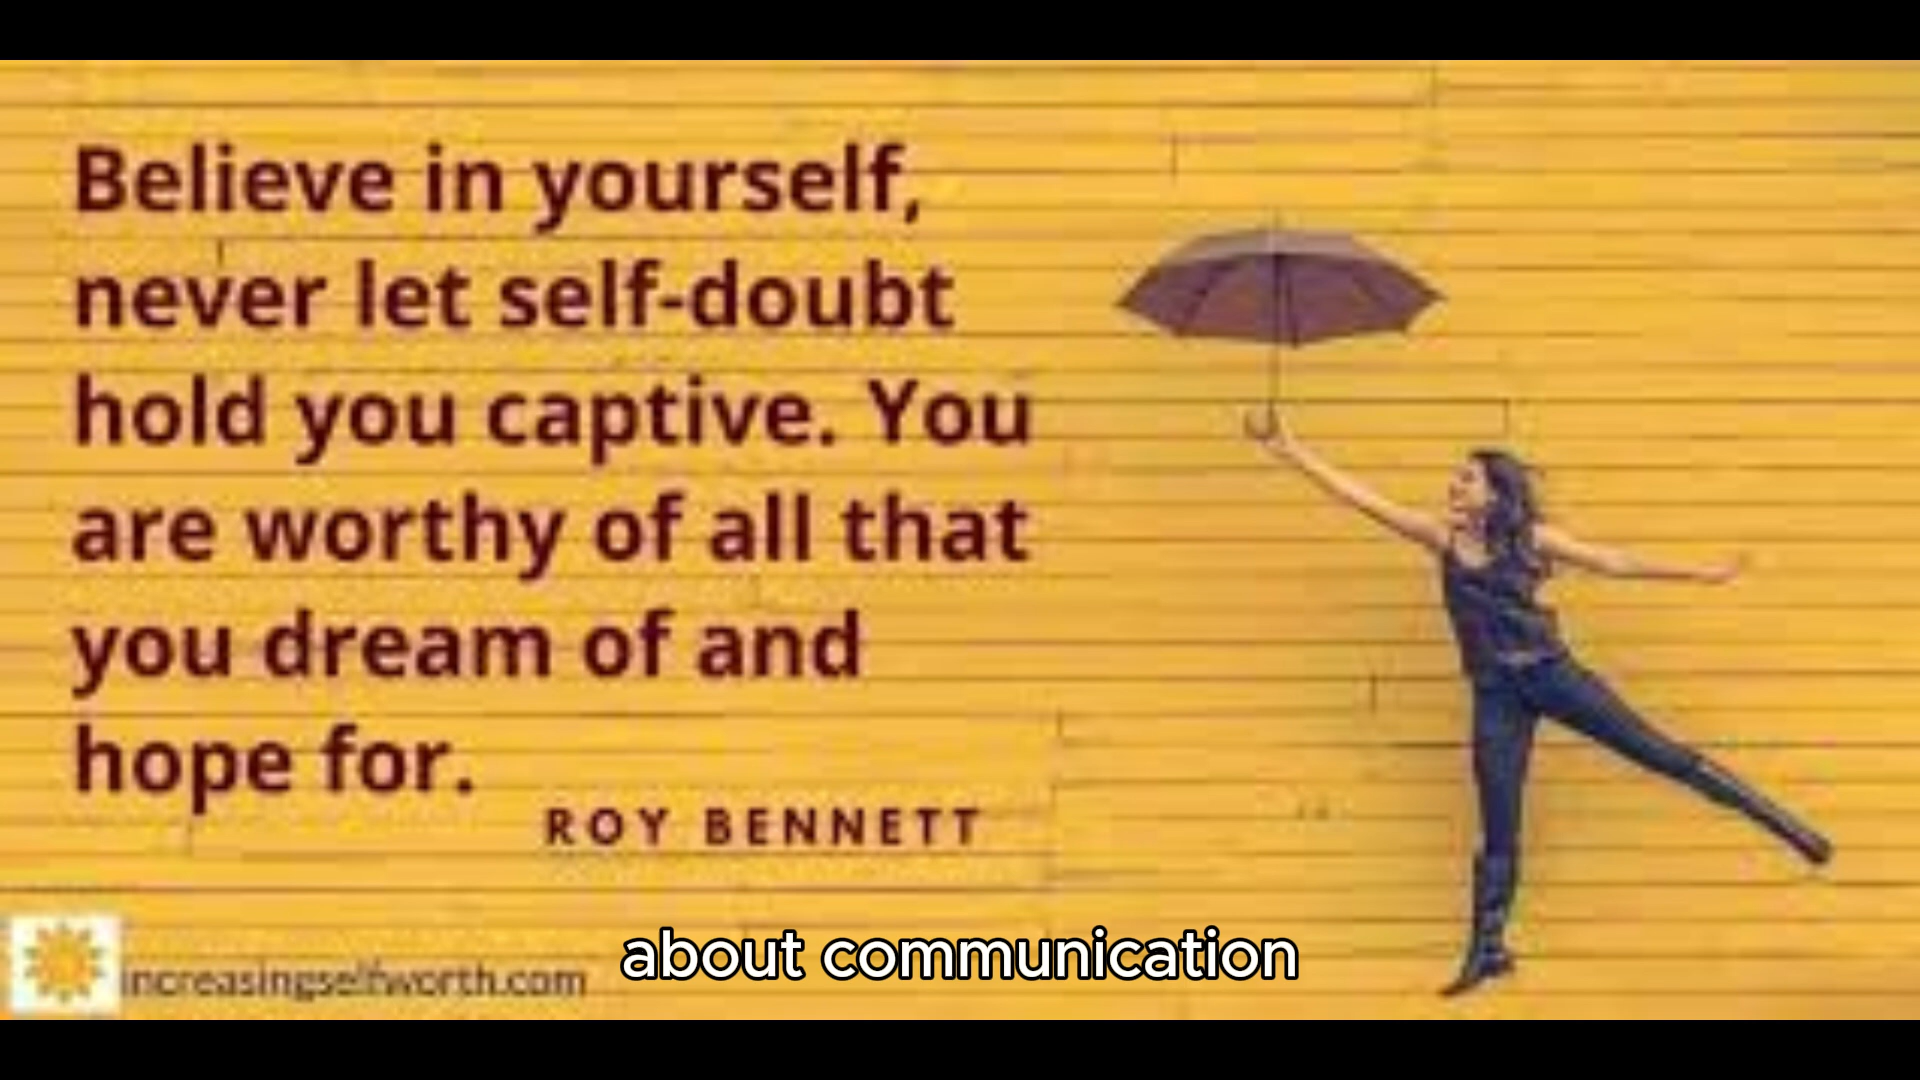 Believe in yourself,
never let self-doubt
hold you captive. You
are worthy of all that
you dream of and
hope for.
ROY BENNETT
increasingselfworth.com
about communication